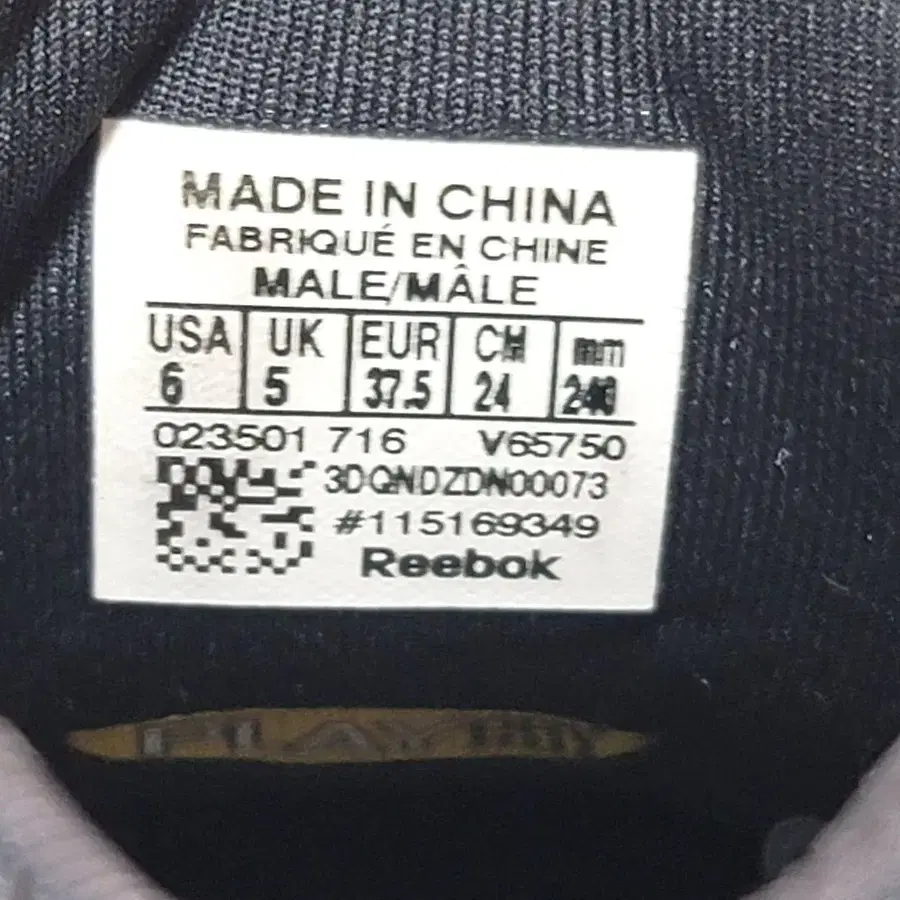 MADE IN CHINA
FABRIQUÉ EN CHINE
MALE/MÂLE
USA UK EUR CH mm
6 5 37.5 24 240
023501 716 V65750
3DQNDZDN00073
#115169349
Reebok
PLAY